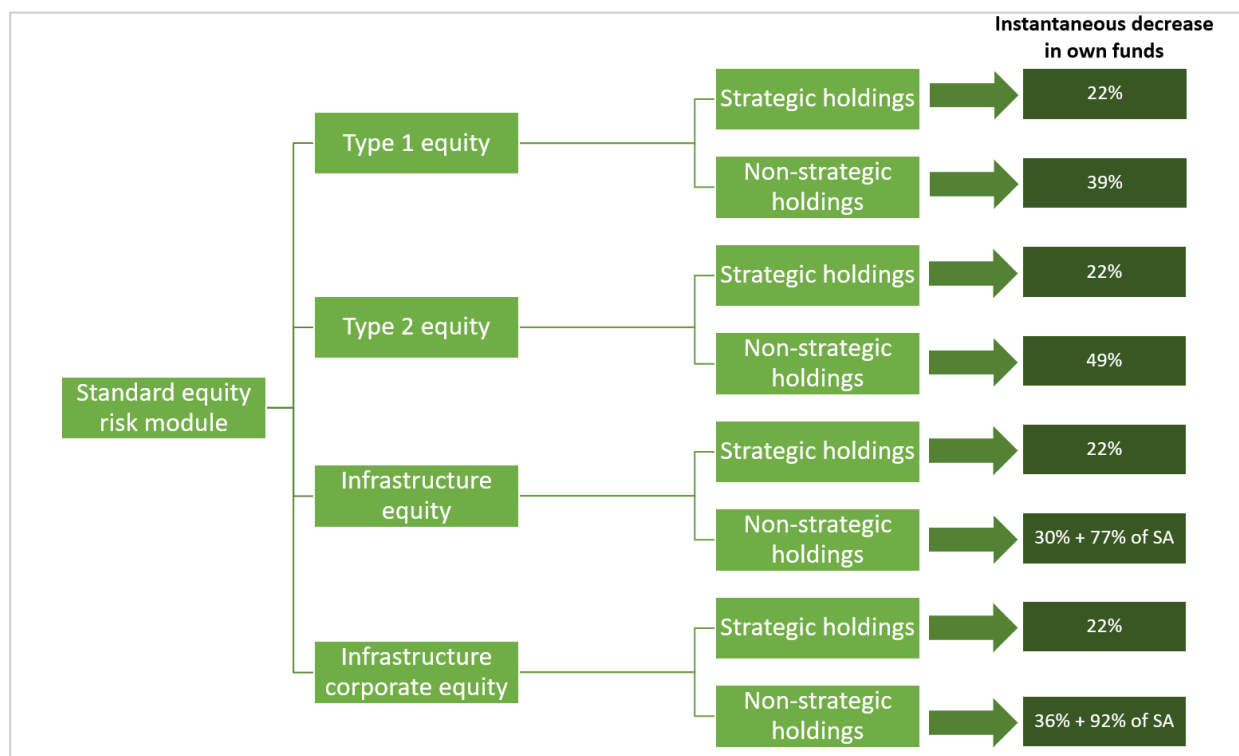 Instantaneous decrease
in own funds
Strategic holdings
22%
Type 1 equity
Non-strategic
holdings
39%
Strategic holdings
22%
Type 2 equity
Non-strategic
holdings
49%
Standard equity
risk module
Strategic holdings
22%
Infrastructure
equity
Non-strategic
holdings
30% + 77% of SA
Strategic holdings
22%
Infrastructure
corporate equity
Non-strategic
holdings
36% + 92% of SA